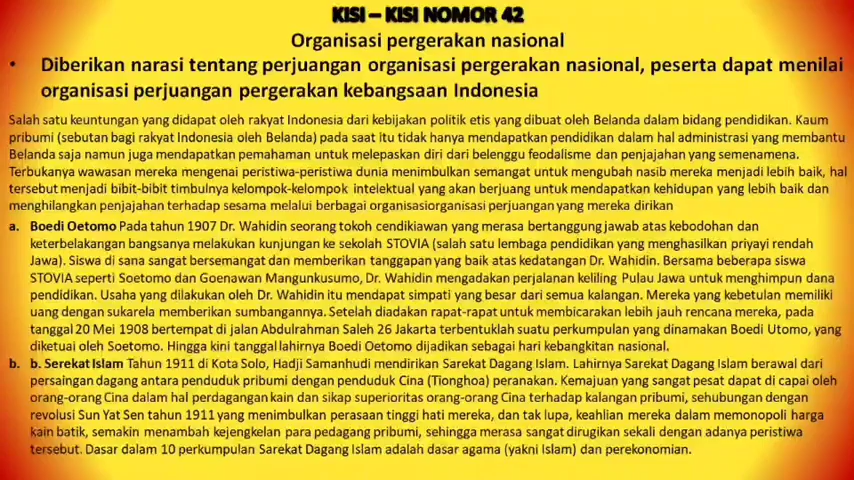 KISI – KISI NOMOR 42
Organisasi pergerakan nasional
• Diberikan narasi tentang perjuangan organisasi pergerakan nasional, peserta dapat menilai
organisasi perjuangan pergerakan kebangsaan Indonesia
Salah satu keuntungan yang didapat oleh rakyat Indonesia dari kebijakan politik etis yang dibuat oleh Belanda dalam bidang pendidikan. Kaum
pribumi (sebutan bagi rakyat Indonesia oleh Belanda) pada saat itu tidak hanya mendapatkan pendidikan dalam hal administrasi yang membantu
Belanda saja namun juga mendapatkan pemahaman untuk melepaskan diri dari belenggu feodalisme dan penjajahan yang semenamena.
Terbukanya wawasan mereka mengenai peristiwa-peristiwa dunia menimbulkan semangat untuk mengubah nasib mereka menjadi lebih baik, hal
tersebut menjadi bibit-bibit timbulnya kelompok-kelompok intelektual yang akan berjuang untuk mendapatkan kehidupan yang lebih baik dan
menghilangkan penjajahan terhadap sesama melalui berbagai organisasiorganisasi perjuangan yang mereka dirikan
a. Boedi Oetomo Pada tahun 1907 Dr. Wahidin seorang tokoh cendikiawan yang merasa bertanggung jawab atas kebodohan dan
keterbelakangan bangsanya melakukan kunjungan ke sekolah STOVIA (salah satu lembaga pendidikan yang menghasilkan priyayi rendah
Jawa). Siswa di sana sangat bersemangat dan memberikan tanggapan yang baik atas kedatangan Dr. Wahidin. Bersama beberapa siswa
STOVIA seperti Soetomo dan Goenawan Mangunkusumo, Dr. Wahidin mengadakan perjalanan keliling Pulau Jawa untuk menghimpun dana
pendidikan. Usaha yang dilakukan oleh Dr. Wahidin itu mendapat simpati yang besar dari semua kalangan. Mereka yang kebetulan memiliki
uang dengan sukarela memberikan sumbangannya. Setelah diadakan rapat-rapat untuk membicarakan lebih jauh rencana mereka, pada
tanggal 20 Mei 1908 bertempat di jalan Abdulrahman Saleh 26 Jakarta terbentuklah suatu perkumpulan yang dinamakan Boedi Utomo, yang
diketuai oleh Soetomo. Hingga kini tanggal lahirnya Boedi Oetomo dijadikan sebagai hari kebangkitan nasional.
b. b. Serekat Islam Tahun 1911 di Kota Solo, Hadji Samanhudi mendirikan Sarekat Dagang Islam. Lahirnya Sarekat Dagang Islam berawal dari
persaingan dagang antara penduduk pribumi dengan penduduk Cina (Tionghoa) peranakan. Kemajuan yang sangat pesat dapat di capai oleh
orang-orang Cina dalam hal perdagangan kain dan sikap superioritas orang-orang Cina terhadap kalangan pribumi, sehubungan dengan
revolusi Sun Yat Sen tahun 1911 yang menimbulkan perasaan tinggi hati mereka, dan tak lupa, keahlian mereka dalam memonopoli harga
kain batik, semakin menambah kejengkelan para pedagang pribumi, sehingga merasa sangat dirugikan sekali dengan adanya peristiwa
tersebut. Dasar dalam 10 perkumpulan Sarekat Dagang Islam adalah dasar agama (yakni Islam) dan perekonomian.